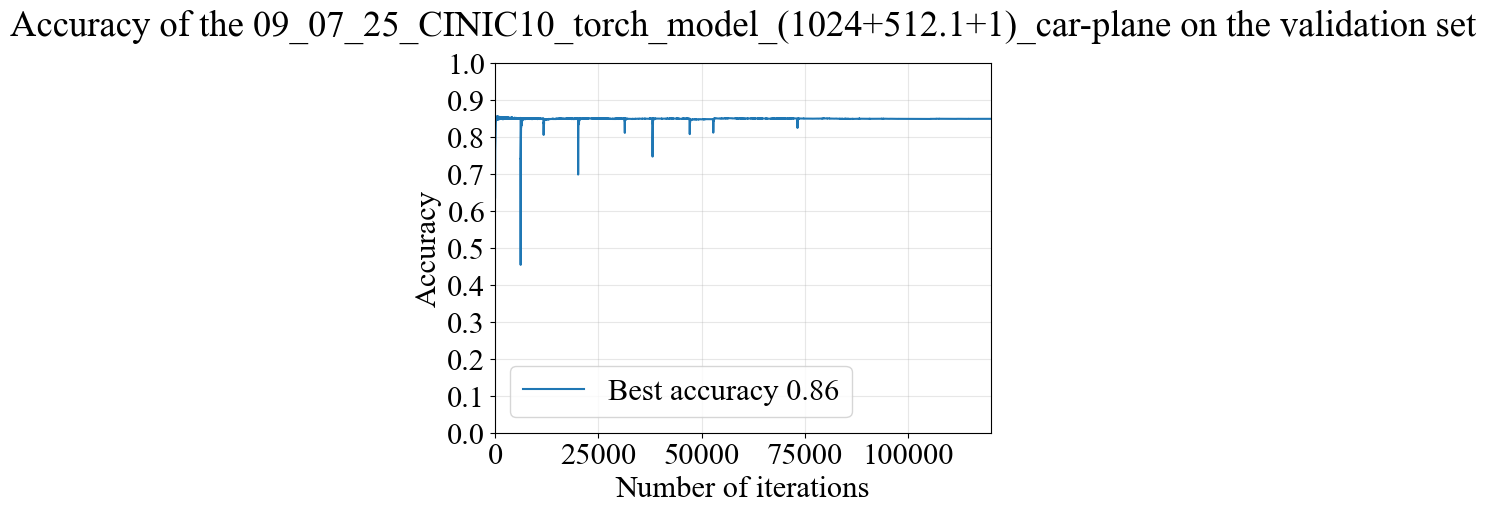 Accuracy of the 09_07_25_CINIC10_torch_model_(1024+512.1+1)_car-plane on the validation set
1.0
0.9
0.8
0.7
0.6
0.5
0.4
0.3
0.2
0.1
0.0
Accuracy
Best accuracy 0.86
0 25000 50000 75000 100000
Number of iterations